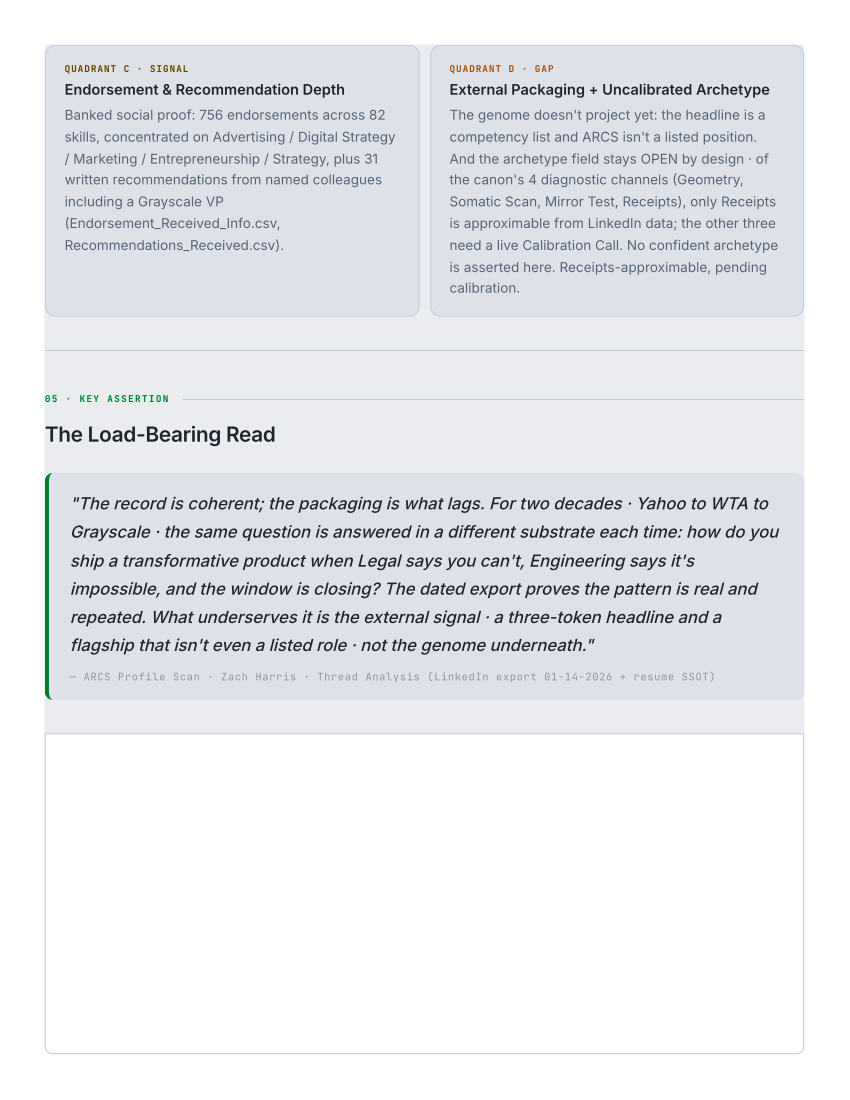 QUADRANT C · SIGNAL
Endorsement & Recommendation Depth
Banked social proof: 756 endorsements across 82
skills, concentrated on Advertising / Digital Strategy
/ Marketing / Entrepreneurship / Strategy, plus 31
written recommendations from named colleagues
including a Grayscale VP
(Endorsement_Received_Info.csv,
Recommendations_Received.csv).
QUADRANT D · GAP
External Packaging + Uncalibrated Archetype
The genome doesn't project yet: the headline is a
competency list and ARCS isn't a listed position.
And the archetype field stays OPEN by design · of
the canon's 4 diagnostic channels (Geometry,
Somatic Scan, Mirror Test, Receipts), only Receipts
is approximable from LinkedIn data; the other three
need a live Calibration Call. No confident archetype
is asserted here. Receipts-approximable, pending
calibration.
05 · KEY ASSERTION
The Load-Bearing Read
"The record is coherent; the packaging is what lags. For two decades · Yahoo to WTA to
Grayscale · the same question is answered in a different substrate each time: how do you
ship a transformative product when Legal says you can't, Engineering says it's
impossible, and the window is closing? The dated export proves the pattern is real and
repeated. What underserves it is the external signal · a three-token headline and a
flagship that isn't even a listed role · not the genome underneath."
— ARCS Profile Scan · Zach Harris · Thread Analysis (LinkedIn export 01-14-2026 + resume SSOT)